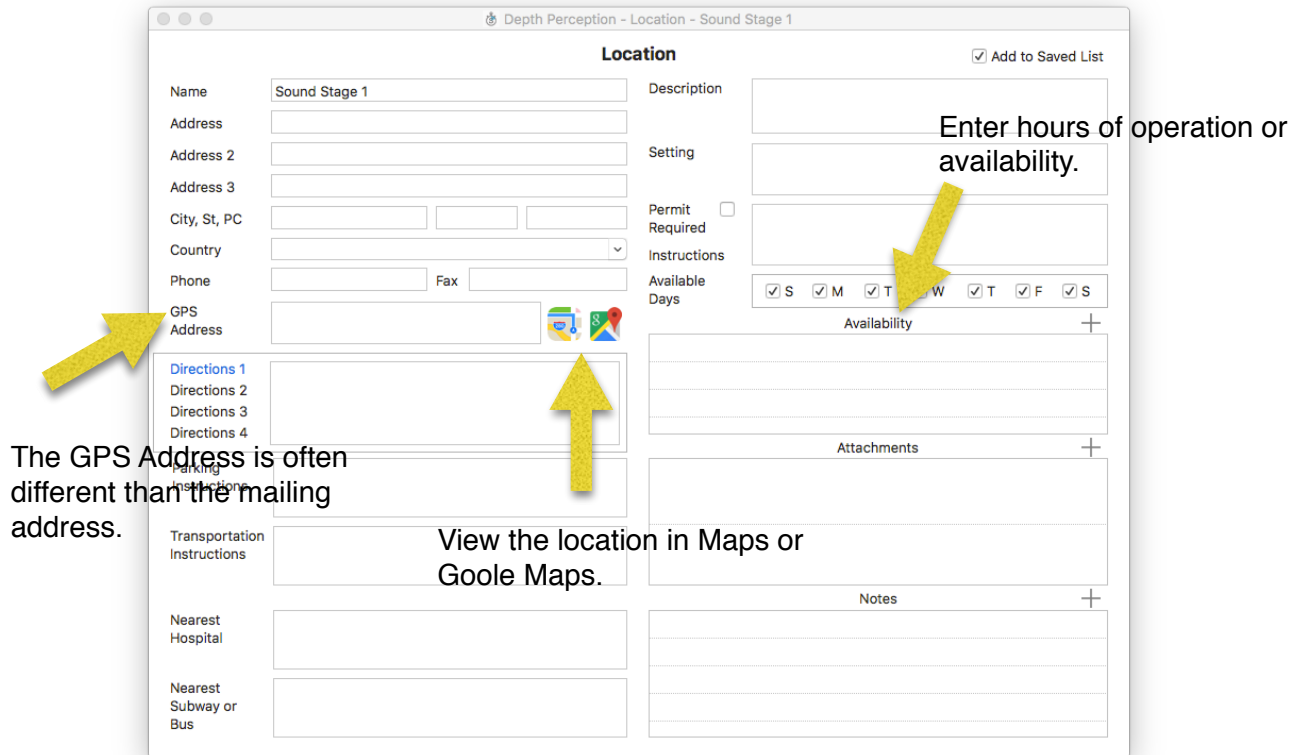 Depth Perception - Location - Sound Stage 1
Location
Add to Saved List
Name
Sound Stage 1
Address
Address 2
Address 3
City, St, PC
Country
Phone
Fax
GPS
Address
Directions 1
Directions 2
Directions 3
Directions 4
Parking
Instructions
Transportation
Instructions
Nearest
Hospital
Nearest
Subway or
Bus
Description
Setting
Permit
Required
Instructions
Available
Days
S M T W T F S
Availability
Attachments
Notes
Enter hours of operation or
availability.
The GPS Address is often
different than the mailing
address.
View the location in Maps or
Goole Maps.